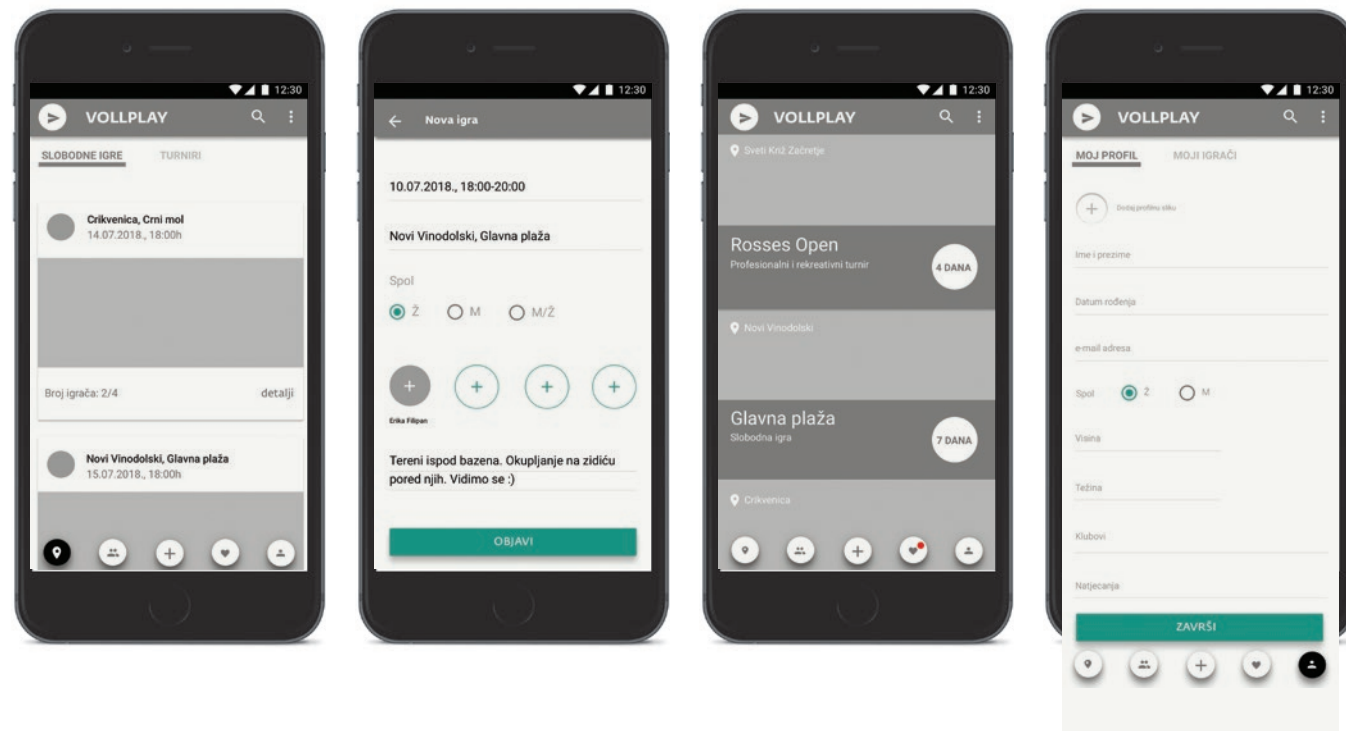 12:30
VOLLPLAY
SLOBODNE IGRE TURNIRI
Crikvenica, Crni mol
14.07.2018., 18:00h
Broj igrača: 2/4 detalji
Novi Vinodolski, Glavna plaža
15.07.2018., 18:00h
12:30
Nova igra
10.07.2018., 18:00-20:00
Novi Vinodolski, Glavna plaža
Spol
Ž M M/Ž
Erika Filipan
Tereni ispod bazena. Okupljanje na zidiću
pored njih. Vidimo se :)
OBJAVI
12:30
VOLLPLAY
Sveti Križ Začretje
Rosses Open
Profesionalni i rekreativni turnir
4 DANA
Novi Vinodolski
Glavna plaža
Slobodna igra
7 DANA
Crikvenica
12:30
VOLLPLAY
MOJ PROFIL MOJI IGRAČI
Dodaj profilnu sliku
Ime i prezime
Datum rođenja
e-mail adresa
Spol Ž M
Visina
Težina
Klubovi
Natjecanja
ZAVRŠI